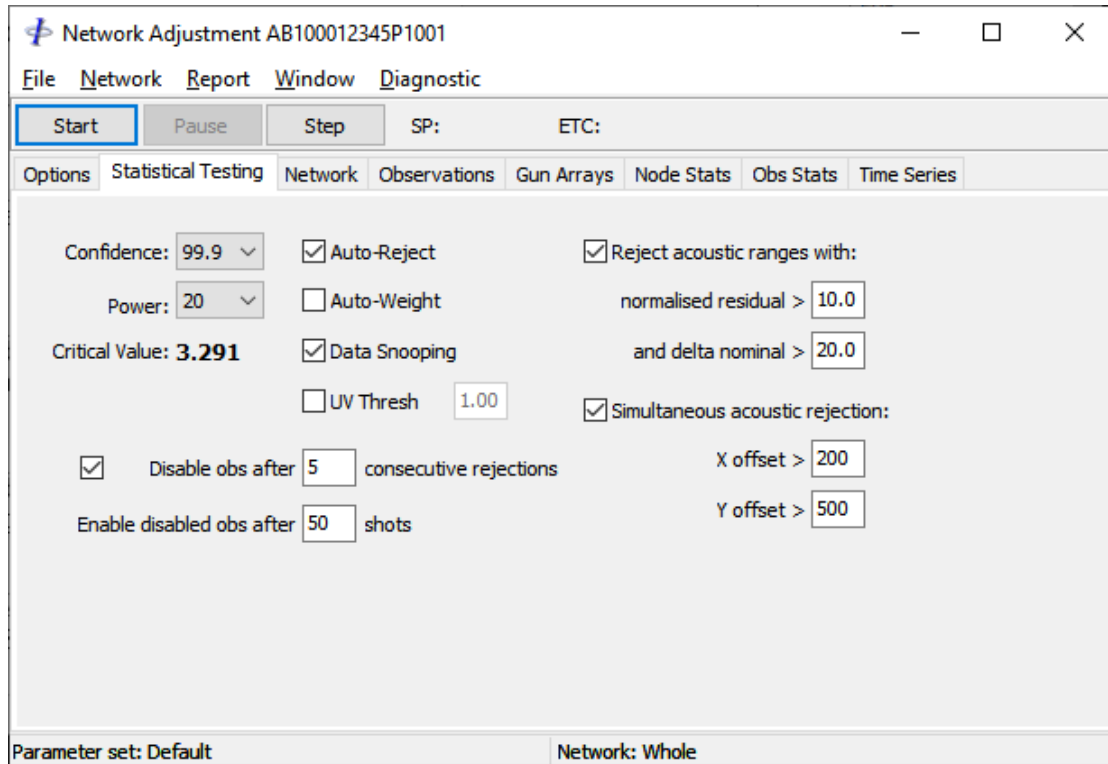 Network Adjustment AB100012345P1001
File Network Report Window Diagnostic
Start Pause Step SP: ETC:
Options Statistical Testing Network Observations Gun Arrays Node Stats Obs Stats Time Series
Confidence: 99.9 Auto-Reject Reject acoustic ranges with:
Power: 20 Auto-Weight normalised residual > 10.0
Critical Value: 3.291 Data Snooping and delta nominal > 20.0
UV Thresh 1.00 Simultaneous acoustic rejection:
Disable obs after 5 consecutive rejections X offset > 200
Enable disabled obs after 50 shots Y offset > 500
Parameter set: Default Network: Whole